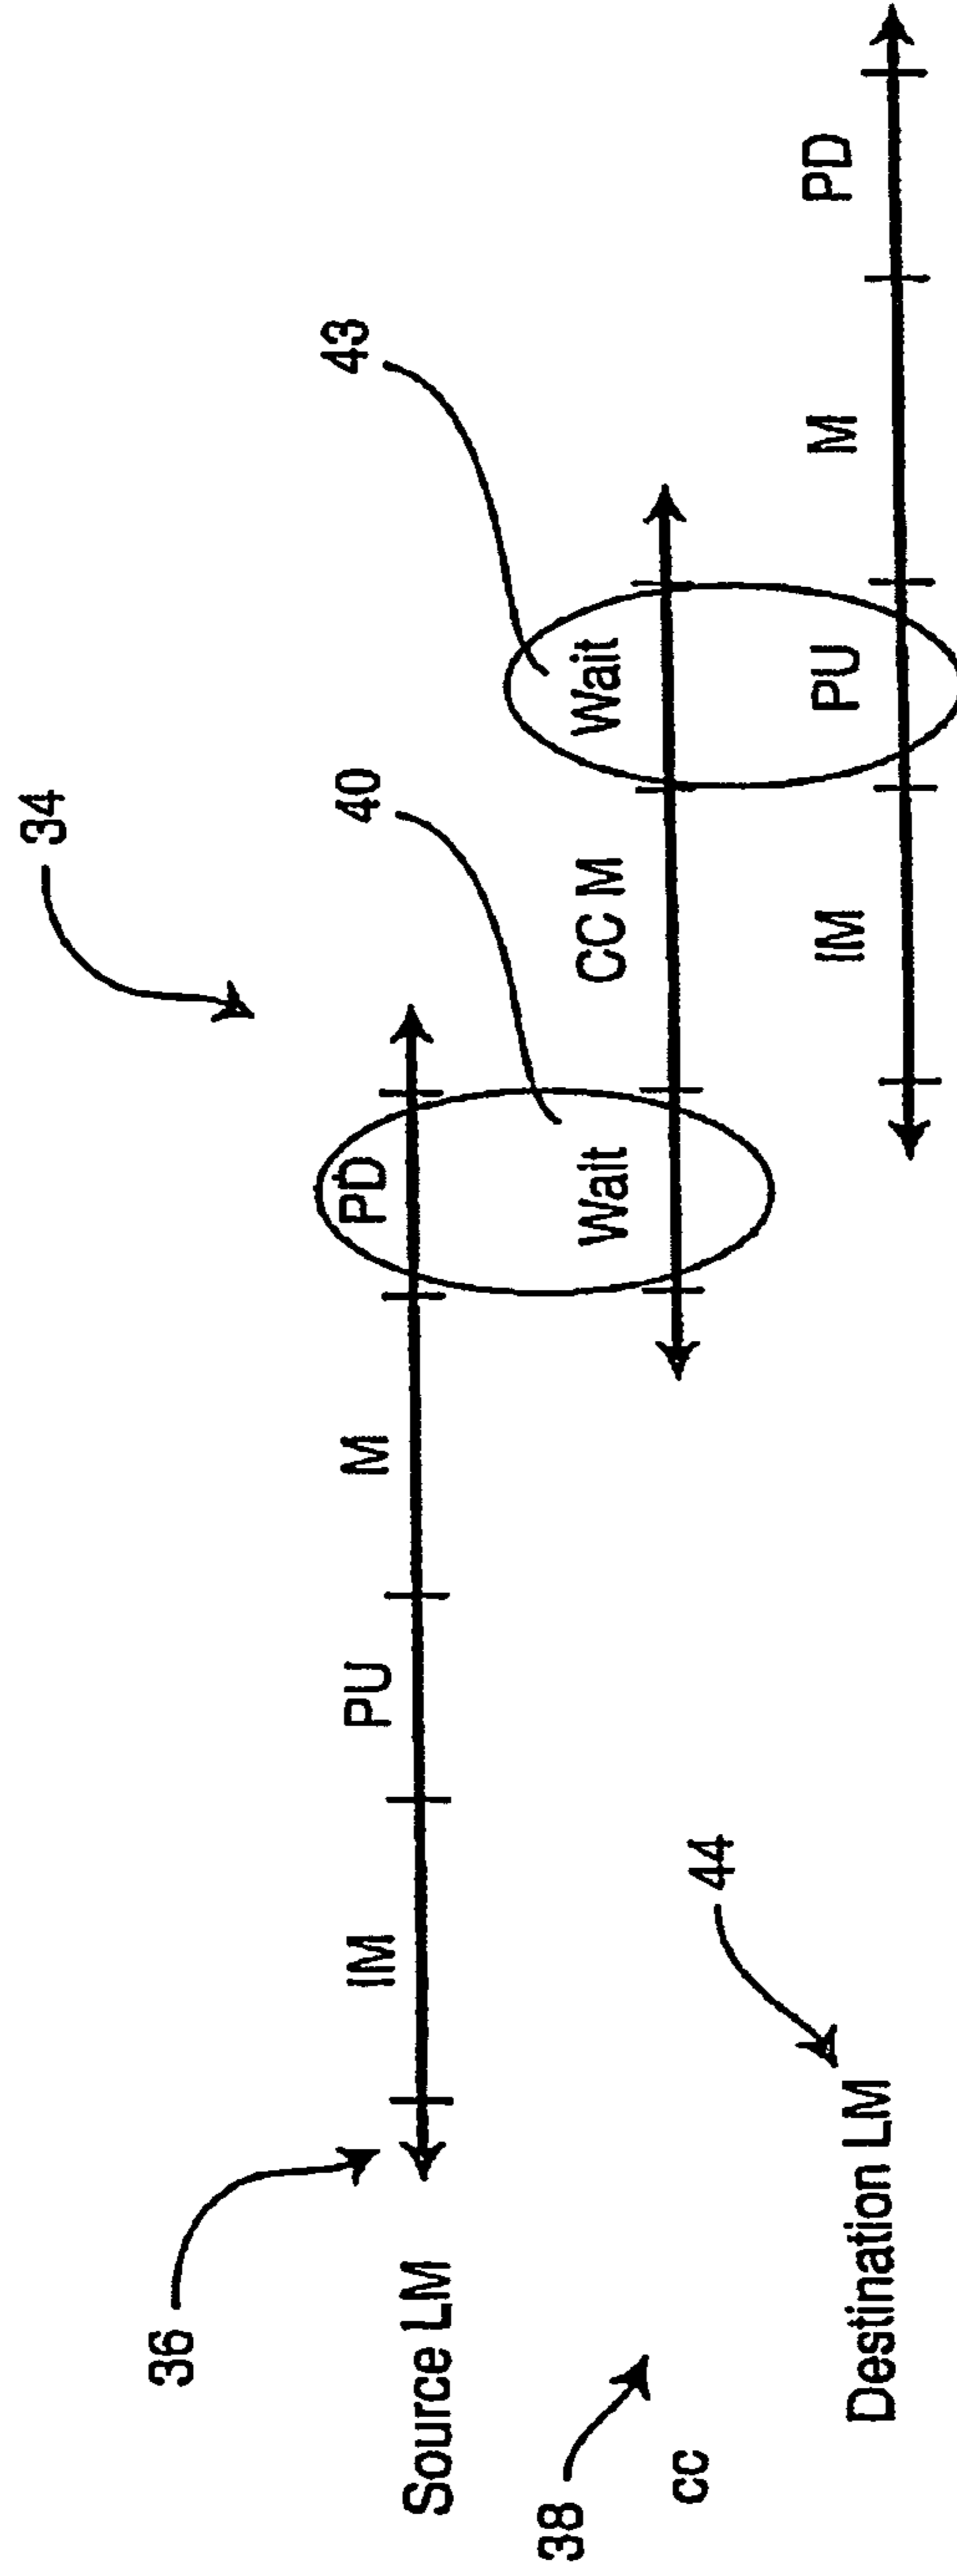 34
36
Source LM
IM
PU
M
PD
40
43
38
cc
Wait
CC M
Wait
44
Destination LM
IM
PU
M
PD